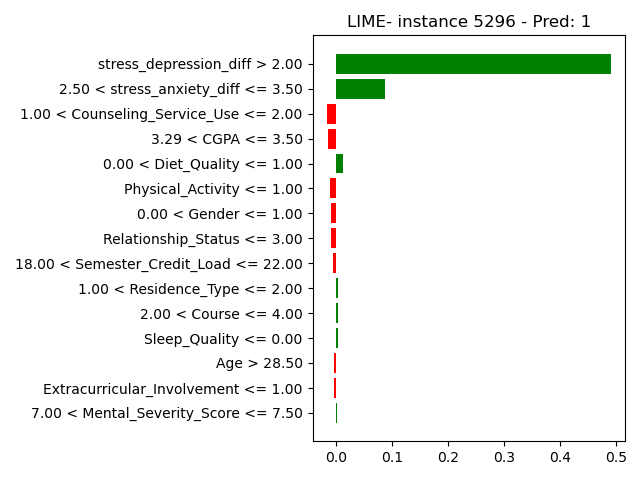 LIME- instance 5296 - Pred: 1
stress_depression_diff > 2.00
2.50 < stress_anxiety_diff <= 3.50
1.00 < Counseling_Service_Use <= 2.00
3.29 < CGPA <= 3.50
0.00 < Diet_Quality <= 1.00
Physical_Activity <= 1.00
0.00 < Gender <= 1.00
Relationship_Status <= 3.00
18.00 < Semester_Credit_Load <= 22.00
1.00 < Residence_Type <= 2.00
2.00 < Course <= 4.00
Sleep_Quality <= 0.00
Age > 28.50
Extracurricular_Involvement <= 1.00
7.00 < Mental_Severity_Score <= 7.50
0.0 0.1 0.2 0.3 0.4 0.5